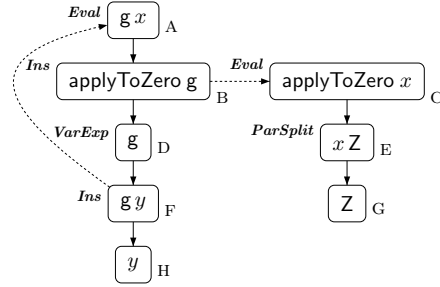 Eval g x A
Ins
applyToZero g B
Eval applyToZero x C
VarExp g D
ParSplit x Z E
Ins g y F
Z G
y H